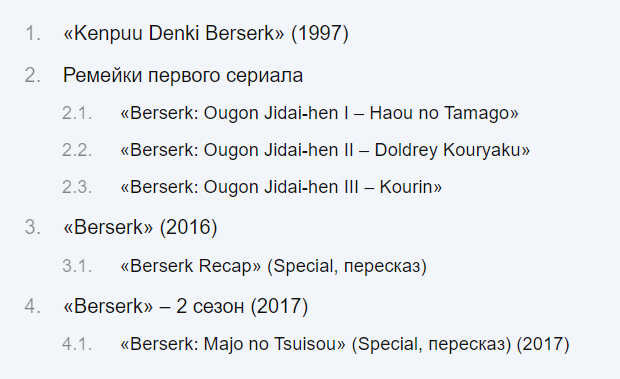 1. «Kenpuu Denki Berserk» (1997)
2. Ремейки первого сериала
2.1. «Berserk: Ougon Jidai-hen I – Haou no Tamago»
2.2. «Berserk: Ougon Jidai-hen II – Doldrey Kouryaku»
2.3. «Berserk: Ougon Jidai-hen III – Kourin»
3. «Berserk» (2016)
3.1. «Berserk Recap» (Special, пересказ)
4. «Berserk» – 2 сезон (2017)
4.1. «Berserk: Majo no Tsuisou» (Special, пересказ) (2017)